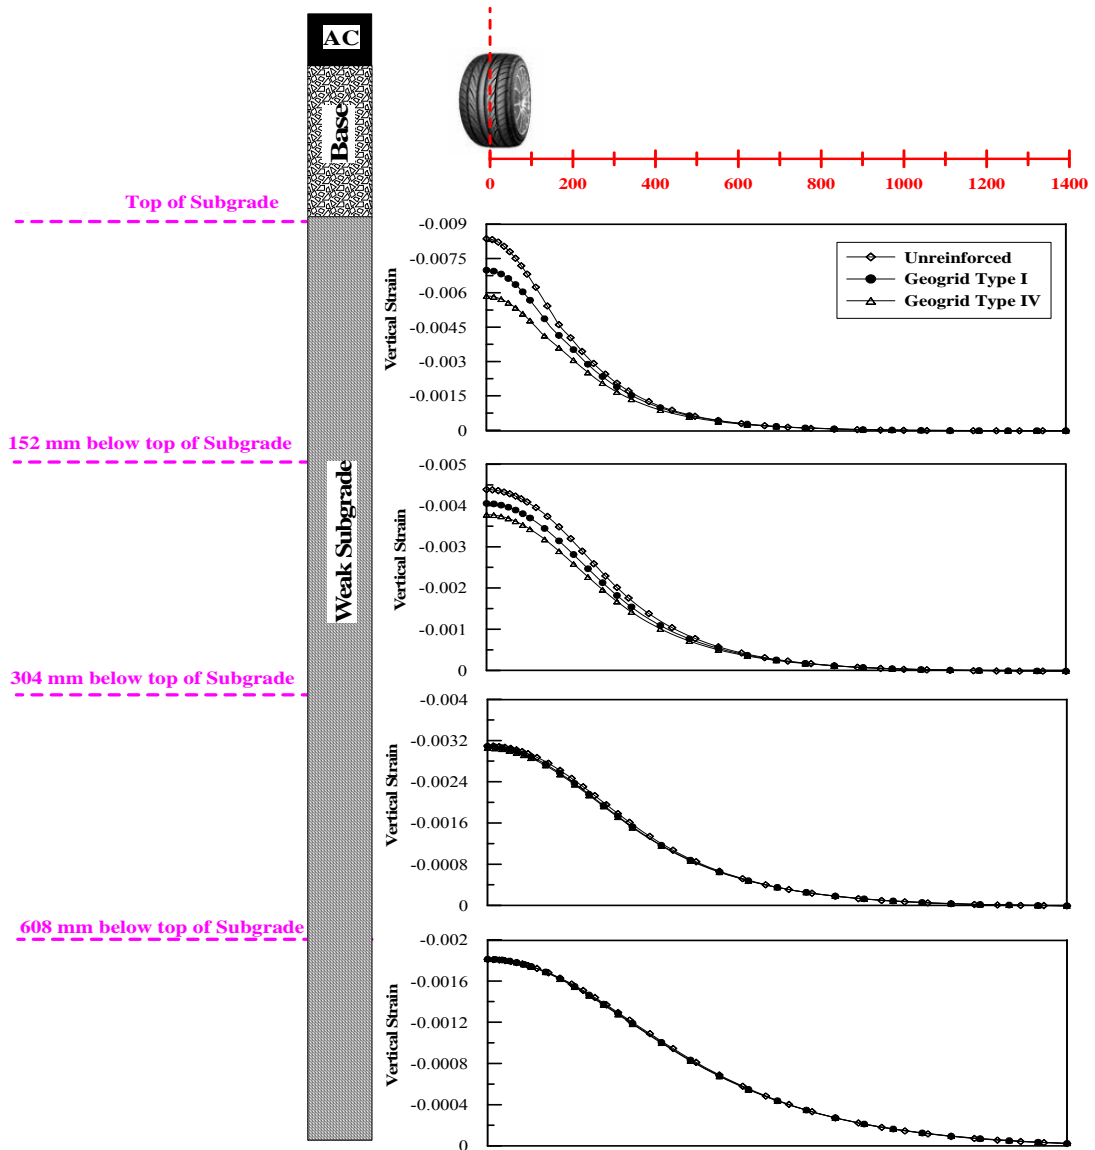 AC
Base
Weak Subgrade
0 200 400 600 800 1000 1200 1400
Top of Subgrade
-0.009
-0.0075
-0.006
-0.0045
-0.003
-0.0015
0
Vertical Strain
Unreinforced
Geogrid Type I
Geogrid Type IV
152 mm below top of Subgrade
-0.005
-0.004
-0.003
-0.002
-0.001
0
Vertical Strain
304 mm below top of Subgrade
-0.004
-0.0032
-0.0024
-0.0016
-0.0008
0
Vertical Strain
608 mm below top of Subgrade
-0.002
-0.0016
-0.0012
-0.0008
-0.0004
0
Vertical Strain